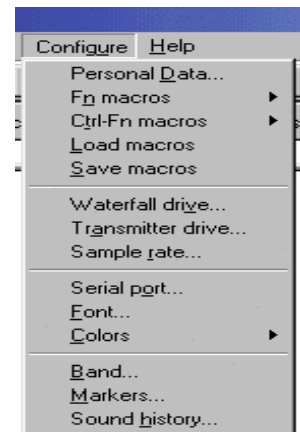 Configure Help
Personal Data...
Fn macros
Ctrl-Fn macros
Load macros
Save macros
Waterfall drive...
Transmitter drive...
Sample rate...
Serial port...
Font...
Colors
Band...
Markers...
Sound history...